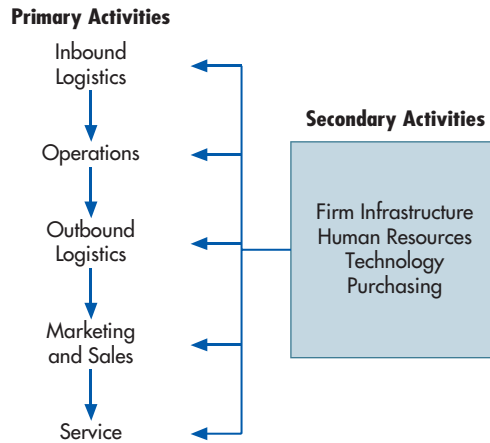 Primary Activities
Inbound
Logistics
Operations
Outbound
Logistics
Marketing
and Sales
Service
Secondary Activities
Firm Infrastructure
Human Resources
Technology
Purchasing